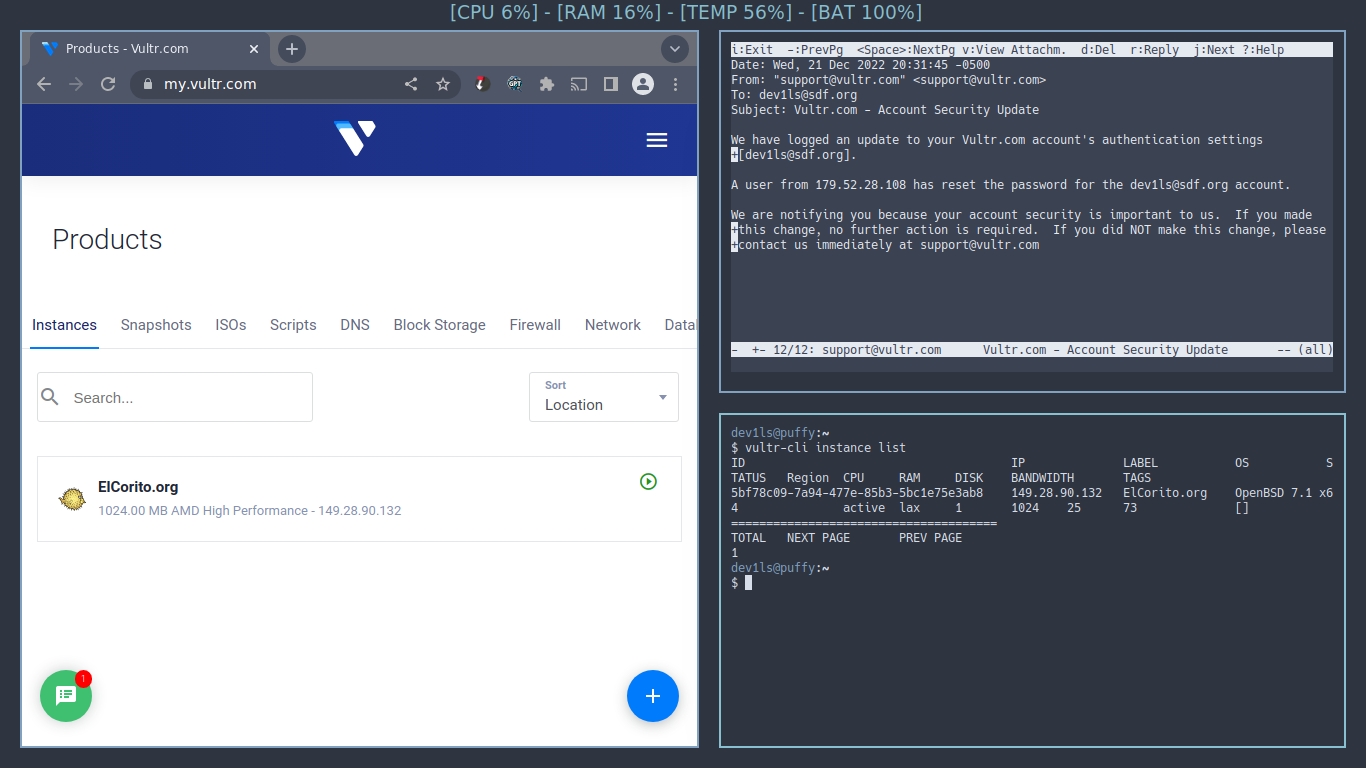 [CPU 6%] - [RAM 16%] - [TEMP 56%] - [BAT 100%]
Products - Vultr.com
my.vultr.com
GPT
Products
Instances Snapshots ISOs Scripts DNS Block Storage Firewall Network Datal
Search...
Sort
Location
ElCorito.org
1024.00 MB AMD High Performance - 149.28.90.132
1
i:Exit -:PrevPg <Space>:NextPg v:View Attachm. d:Del r:Reply j:Next ?:Help
Date: Wed, 21 Dec 2022 20:31:45 -0500
From: "support@vultr.com" <support@vultr.com>
To: dev1ls@sdf.org
Subject: Vultr.com - Account Security Update
We have logged an update to your Vultr.com account's authentication settings
+[dev1ls@sdf.org].
A user from 179.52.28.108 has reset the password for the dev1ls@sdf.org account.
We are notifying you because your account security is important to us.  If you made
+this change, no further action is required.  If you did NOT make this change, please
+contact us immediately at support@vultr.com
-  +- 12/12: support@vultr.com      Vultr.com - Account Security Update       -- (all)
dev1ls@puffy:~
$ vultr-cli instance list
ID                                      IP              LABEL           OS           S
TATUS   Region  CPU     RAM     DISK    BANDWIDTH       TAGS
5bf78c09-7a94-477e-85b3-5bc1e75e3ab8    149.28.90.132   ElCorito.org    OpenBSD 7.1 x6
4               active  lax     1       1024    25      73              []
======================================
TOTAL   NEXT PAGE       PREV PAGE
1
dev1ls@puffy:~
$